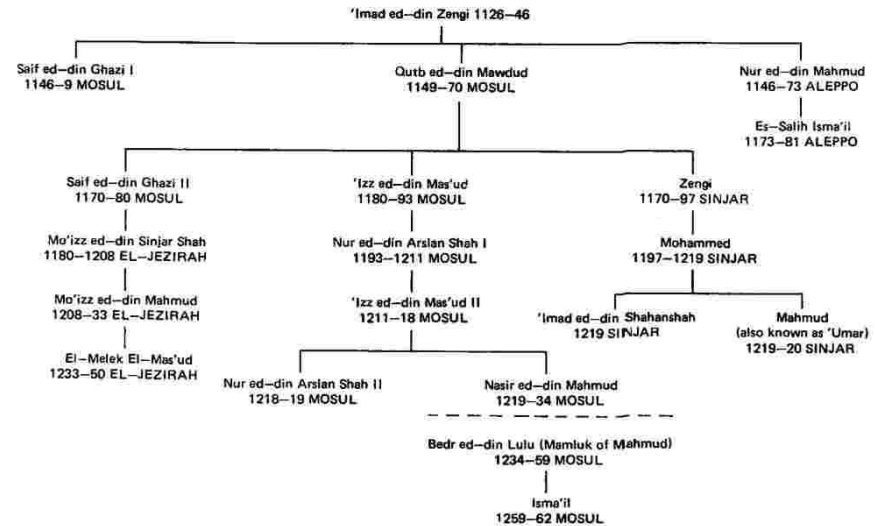 'Imad ed–din Zengi 1126–46
Saif ed–din Ghazi I
1146–9 MOSUL
Qutb ed–din Mawdud
1149–70 MOSUL
Nur ed–din Mahmud
1146–73 ALEPPO
Es–Salih Isma'il
1173–81 ALEPPO
Saif ed–din Ghazi II
1170–80 MOSUL
'Izz ed–din Mas'ud
1180–93 MOSUL
Zengi
1170–97 SINJAR
Mo'izz ed–din Sinjar Shah
1180–1208 EL–JEZIRAH
Nur ed–din Arslan Shah I
1193–1211 MOSUL
Mohammed
1197–1219 SINJAR
Mo'izz ed–din Mahmud
1208–33 EL–JEZIRAH
'Izz ed–din Mas'ud II
1211–18 MOSUL
'Imad ed–din Shahanshah
1219 SINJAR
Mahmud
(also known as 'Umar)
1219–20 SINJAR
El–Melek El–Mas'ud
1233–50 EL–JEZIRAH
Nur ed–din Arslan Shah II
1218–19 MOSUL
Nasir ed–din Mahmud
1219–34 MOSUL
Bedr ed–din Lulu (Mamluk of Mahmud)
1234–59 MOSUL
Isma'il
1259–62 MOSUL